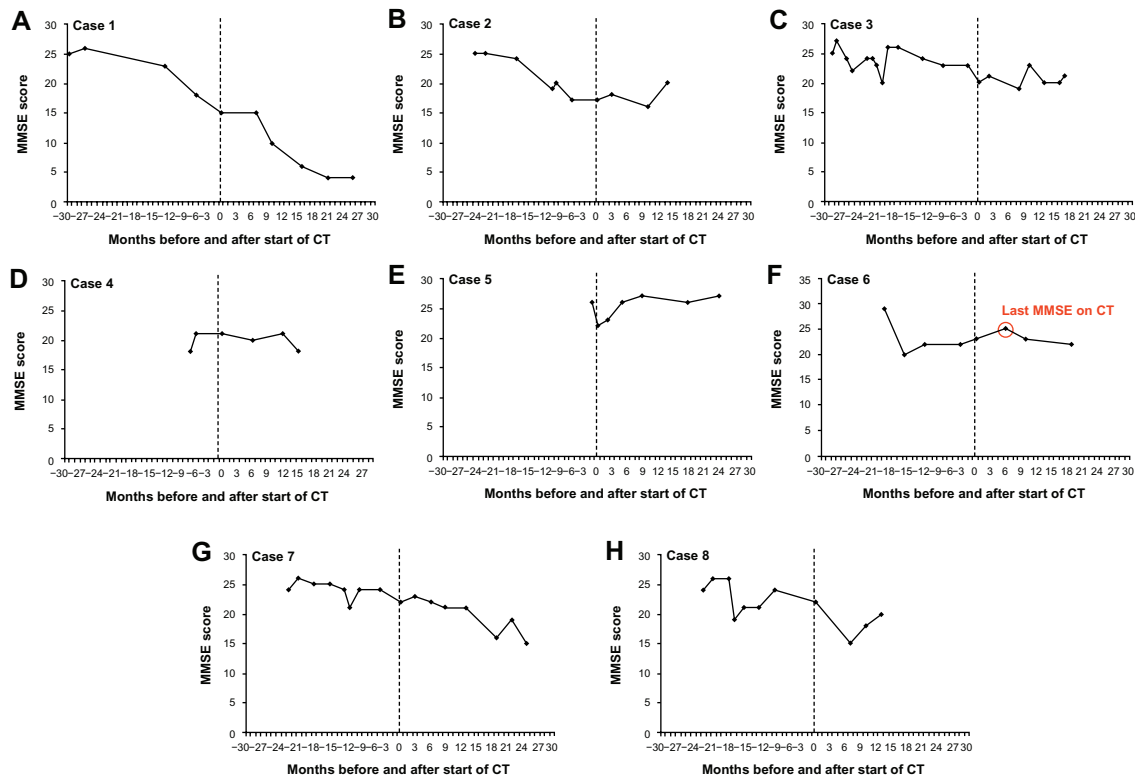 A
Case 1
MMSE score
30
25
20
15
10
5
0
−30−27−24−21−18−15−12−9−6−3 0 3 6 9 12 15 18 21 24 27 30
Months before and after start of CT
B
Case 2
MMSE score
30
25
20
15
10
5
0
−30−27−24−21−18−15−12−9−6−3 0 3 6 9 12 15 18 21 24 27 30
Months before and after start of CT
C
Case 3
MMSE score
30
25
20
15
10
5
0
−30−27−24−21−18−15−12−9−6−3 0 3 6 9 12 15 18 21 24 27 30
Months before and after start of CT
D
Case 4
MMSE score
30
25
20
15
10
5
0
−30−27−24−21−18−15−12−9−6−3 0 3 6 9 12 15 18 21 24 27
Months before and after start of CT
E
Case 5
MMSE score
30
25
20
15
10
5
0
−30−27−24−21−18−15−12−9−6−3 0 3 6 9 12 15 18 21 24 27 30
Months before and after start of CT
F
Case 6
MMSE score
35
30
25
20
15
10
5
0
Last MMSE on CT
−30−27−24−21−18−15−12−9−6−3 0 3 6 9 12 15 18 21 24 27 30
Months before and after start of CT
G
Case 7
MMSE score
30
25
20
15
10
5
0
−30−27−24−21−18−15−12−9−6−3 0 3 6 9 12 15 18 21 24 27 30
Months before and after start of CT
H
Case 8
MMSE score
30
25
20
15
10
5
0
−30−27−24−21−18−15−12−9−6−3 0 3 6 9 12 15 18 21 24 27 30
Months before and after start of CT